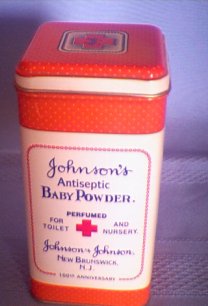 Johnson's
Antiseptic
BABY POWDER.
PERFUMED
FOR AND
TOILET NURSERY.
Johnson & Johnson.
NEW BRUNSWICK,
N.J.
100TH ANNIVERSARY